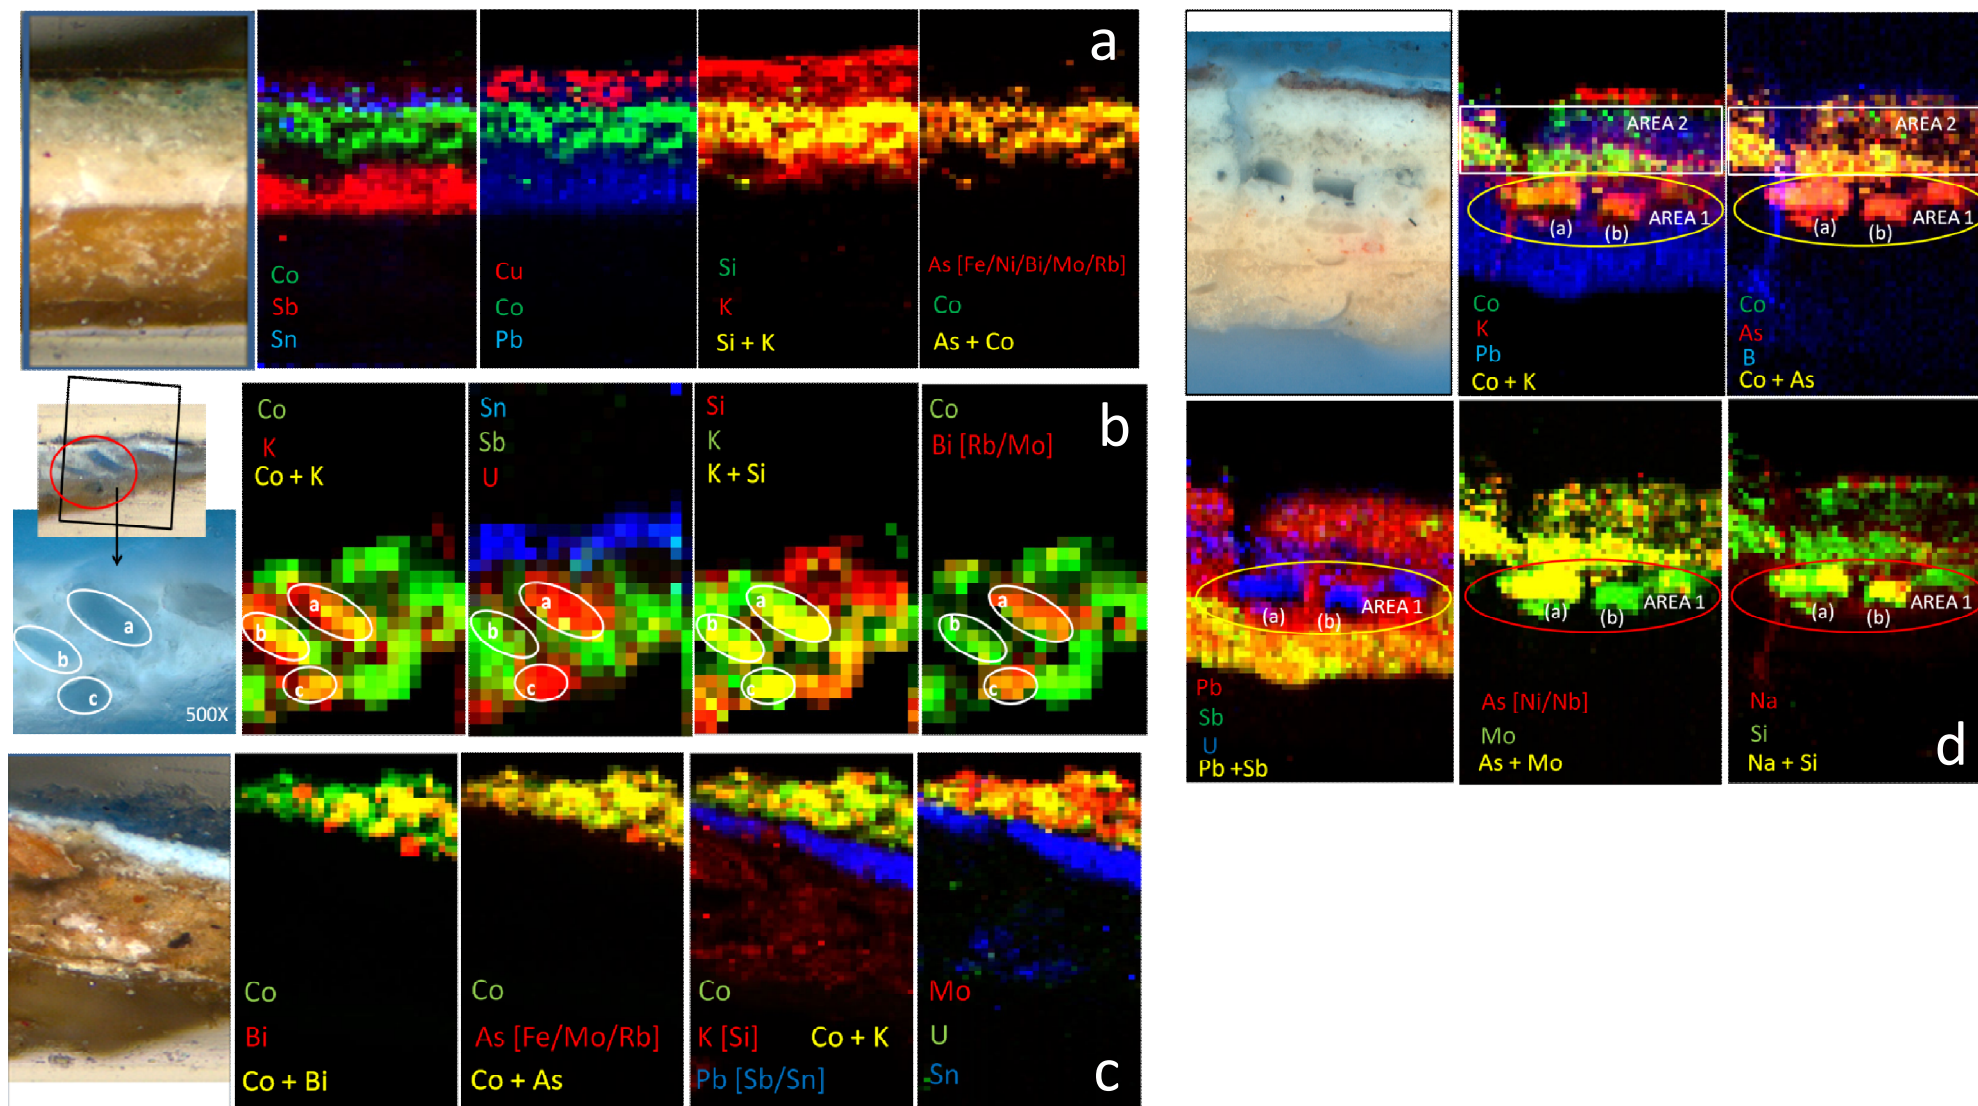 a
Co
Sb
Sn
Cu
Co
Pb
Si
K
Si + K
As [Fe/Ni/Bi/Mo/Rb]
Co
As + Co
b
a
b
c
500X
Co
K
Co + K
a
b
c
Sn
Sb
U
a
b
c
Si
K
K + Si
a
b
c
Co
Bi [Rb/Mo]
a
b
c
c
Co
Bi
Co + Bi
Co
As [Fe/Mo/Rb]
Co + As
Co
K [Si]
Co + K
Pb [Sb/Sn]
Mo
U
Sn
AREA 2
AREA 1
(a)
(b)
Co
K
Pb
Co + K
AREA 2
AREA 1
(a)
(b)
Co
As
B
Co + As
AREA 1
(a)
(b)
Pb
Sb
U
Pb +Sb
AREA 1
(a)
(b)
As [Ni/Nb]
Mo
As + Mo
AREA 1
(a)
(b)
Na
Si
Na + Si
d